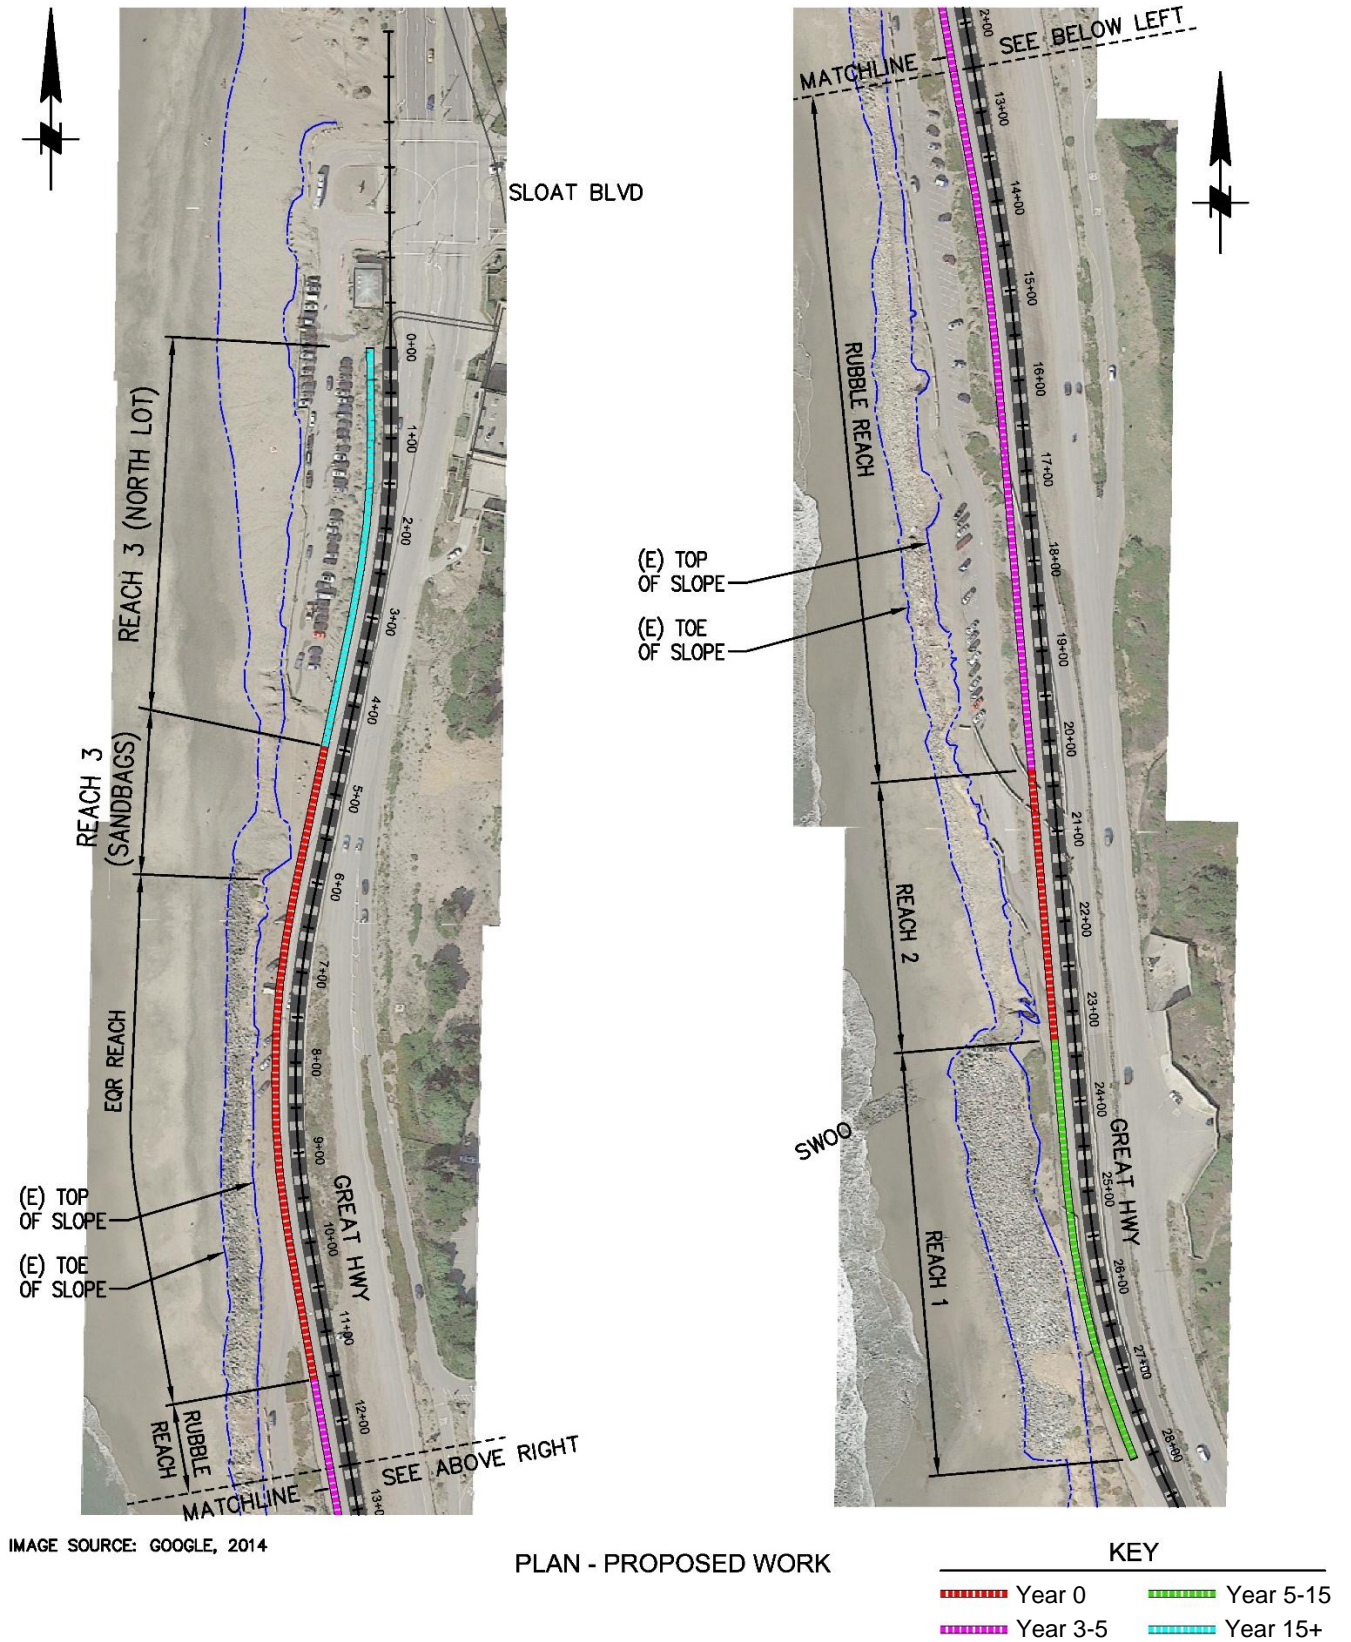 SLOAT BLVD
0+00
1+00
2+00
3+00
4+00
5+00
6+00
7+00
8+00
9+00
10+00
11+00
12+00
REACH 3 (NORTH LOT)
REACH 3
(SANDBAGS)
EQR REACH
(E) TOP
OF SLOPE
(E) TOE
OF SLOPE
GREAT HWY
RUBBLE
REACH
MATCHLINE
SEE ABOVE RIGHT
IMAGE SOURCE: GOOGLE, 2014
MATCHLINE
SEE BELOW LEFT
13+00
14+00
15+00
16+00
17+00
18+00
19+00
20+00
21+00
22+00
23+00
24+00
25+00
26+00
27+00
28+00
RUBBLE REACH
(E) TOP
OF SLOPE
(E) TOE
OF SLOPE
REACH 2
SWOO
REACH 1
GREAT HWY
PLAN - PROPOSED WORK
KEY
Year 0
Year 5-15
Year 3-5
Year 15+